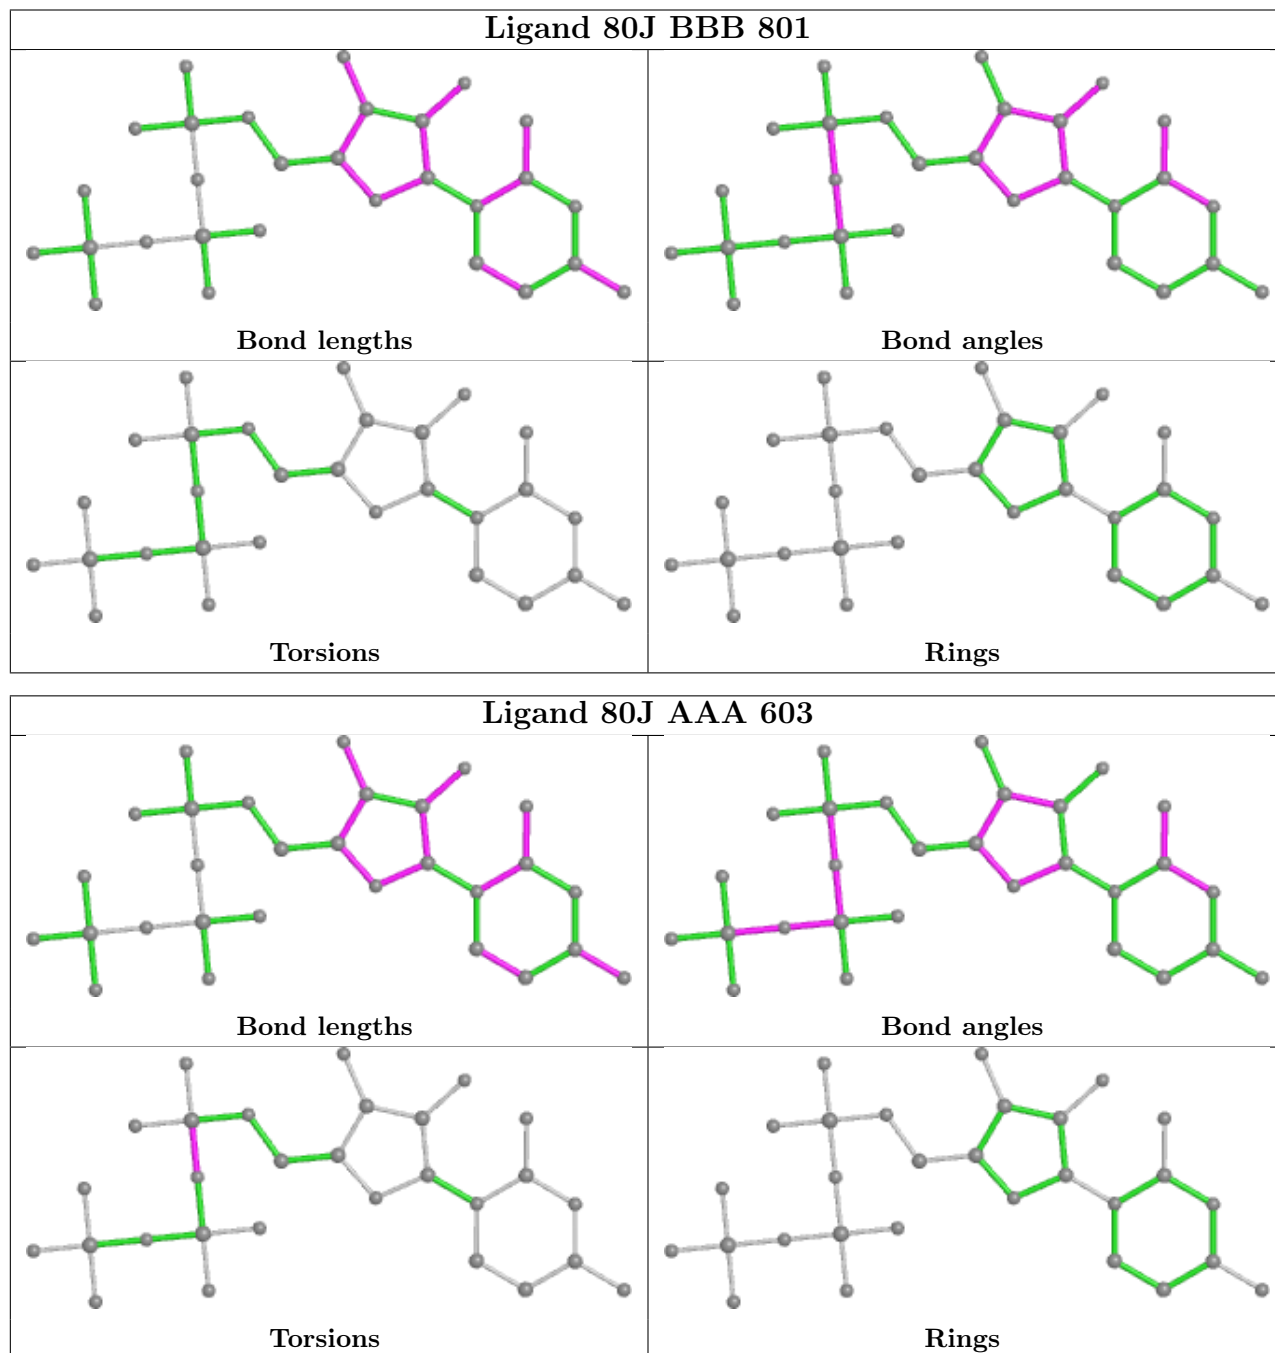 Ligand 80J BBB 801
Bond lengths
Bond angles
Torsions
Rings
Ligand 80J AAA 603
Bond lengths
Bond angles
Torsions
Rings